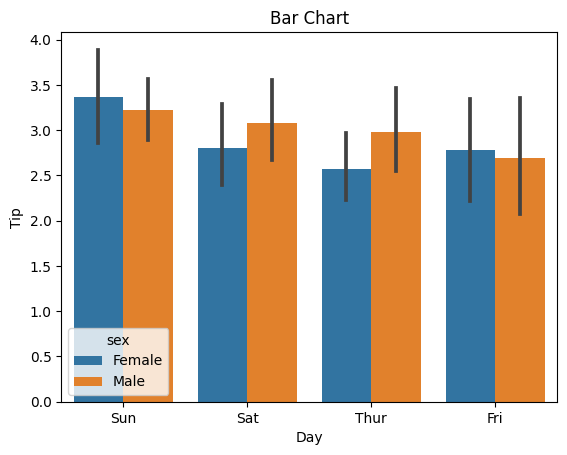 Bar Chart
4.0
3.5
3.0
2.5
2.0
1.5
1.0
0.5
0.0
Tip
sex
Female
Male
Sun Sat Thur Fri
Day